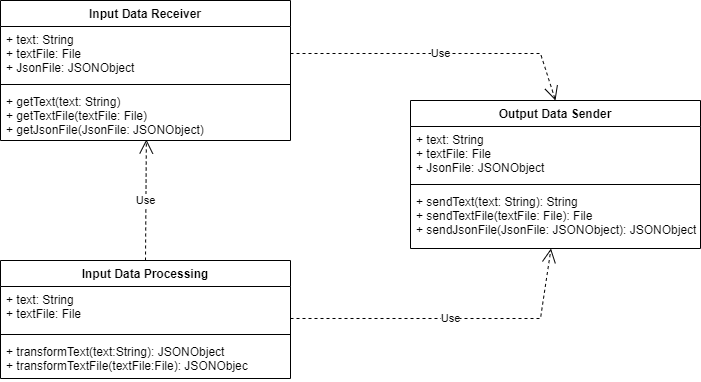 Input Data Receiver
+ text: String
+ textFile: File
+ JsonFile: JSONObject
+ getText(text: String)
+ getTextFile(textFile: File)
+ getJsonFile(JsonFile: JSONObject)
Use
Output Data Sender
+ text: String
+ textFile: File
+ JsonFile: JSONObject
+ sendText(text: String): String
+ sendTextFile(textFile: File): File
+ sendJsonFile(JsonFile: JSONObject): JSONObject
Use
Input Data Processing
+ text: String
+ textFile: File
+ transformText(text:String): JSONObject
+ transformTextFile(textFile:File): JSONObjec
Use